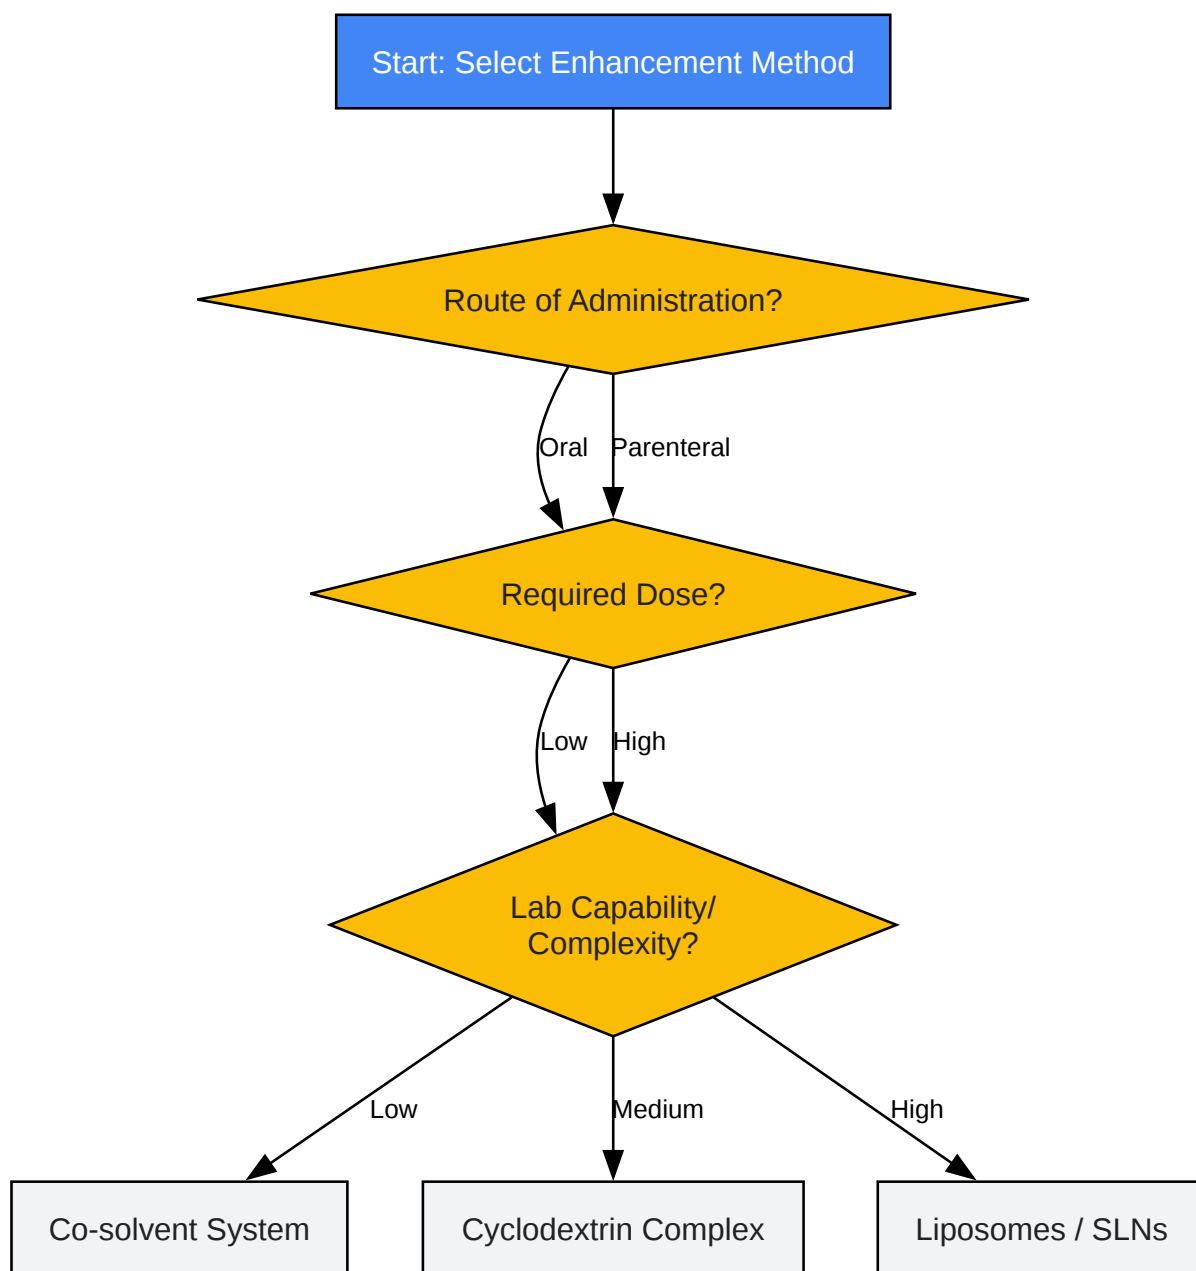 Start: Select Enhancement Method
Route of Administration?
Oral
Parenteral
Required Dose?
Low
High
Lab Capability/
Complexity?
Low
Medium
High
Co-solvent System
Cyclodextrin Complex
Liposomes / SLNs